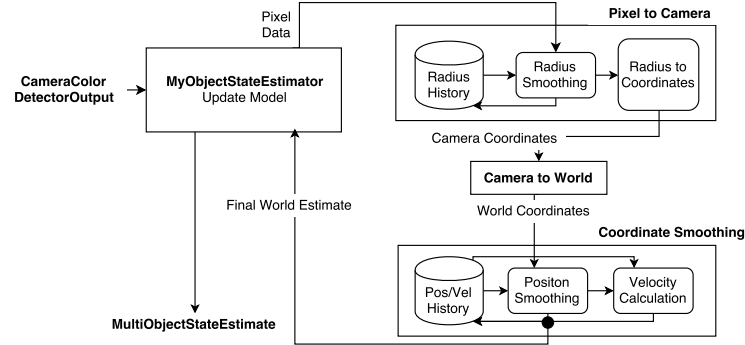 Pixel
Data
Pixel to Camera
CameraColor
DetectorOutput
MyObjectStateEstimator
Update Model
Radius
History
Radius
Smoothing
Radius to
Coordinates
Camera Coordinates
Camera to World
Final World Estimate
World Coordinates
Coordinate Smoothing
Pos/Vel
History
Positon
Smoothing
Velocity
Calculation
MultiObjectStateEstimate